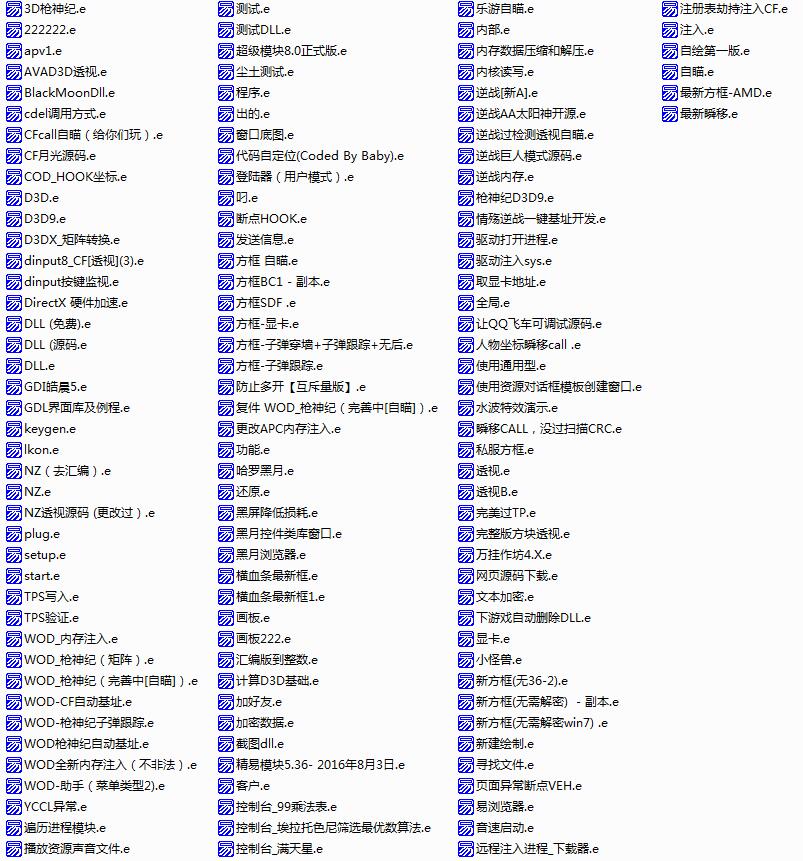 3D枪神纪.e
222222.e
apv1.e
AVAD3D透视.e
BlackMoonDll.e
cdel调用方式.e
CFcall自瞄（给你们玩）.e
CF月光源码.e
COD_HOOK坐标.e
D3D.e
D3D9.e
D3DX_矩阵转换.e
dinput8_CF[透视](3).e
dinput按键监视.e
DirectX 硬件加速.e
DLL (免费).e
DLL (源码.e
DLL.e
GDI皓晨5.e
GDL界面库及例程.e
keygen.e
lkon.e
NZ（去汇编）.e
NZ.e
NZ透视源码 (更改过）.e
plug.e
setup.e
start.e
TPS写入.e
TPS验证.e
WOD_内存注入.e
WOD_枪神纪（矩阵）.e
WOD_枪神纪（完善中[自瞄]）.e
WOD-CF自动基址.e
WOD-枪神纪子弹跟踪.e
WOD枪神纪自动基址.e
WOD全新内存注入（不非法）.e
WOD-助手（菜单类型2).e
YCCL异常.e
遍历进程模块.e
播放资源声音文件.e
测试.e
测试DLL.e
超级模块8.0正式版.e
尘土测试.e
程序.e
出的.e
窗口底图.e
代码自定位(Coded By Baby).e
登陆器（用户模式）.e
叼.e
断点HOOK.e
发送信息.e
方框 自瞄.e
方框BC1 - 副本.e
方框SDF .e
方框-显卡.e
方框-子弹穿墙+子弹跟踪+无后.e
方框-子弹跟踪.e
防止多开【互斥量版】.e
复件 WOD_枪神纪（完善中[自瞄]）.e
更改APC内存注入.e
功能.e
哈罗黑月.e
还原.e
黑屏降低损耗.e
黑月控件类库窗口.e
黑月浏览器.e
横血条最新框.e
横血条最新框1.e
画板.e
画板222.e
汇编版到整数.e
计算D3D基础.e
加好友.e
加密数据.e
截图dll.e
精易模块5.36- 2016年8月3日.e
客户.e
控制台_99乘法表.e
控制台_埃拉托色尼筛选最优数算法.e
控制台_满天星.e
乐游自瞄.e
内部.e
内存数据压缩和解压.e
内核读写.e
逆战[新A].e
逆战AA太阳神开源.e
逆战过检测透视自瞄.e
逆战巨人模式源码.e
逆战内存.e
枪神纪D3D9.e
情殇逆战一键基址开发.e
驱动打开进程.e
驱动注入sys.e
取显卡地址.e
全局.e
让QQ飞车可调试源码.e
人物坐标瞬移call .e
使用通用型.e
使用资源对话框模板创建窗口.e
水波特效演示.e
瞬移CALL，没过扫描CRC.e
私服方框.e
透视.e
透视B.e
完美过TP.e
完整版方块透视.e
万挂作坊4.X.e
网页源码下载.e
文本加密.e
下游戏自动删除DLL.e
显卡.e
小怪兽.e
新方框(无36-2).e
新方框(无需解密） - 副本.e
新方框(无需解密win7) .e
新建绘制.e
寻找文件.e
页面异常断点VEH.e
易浏览器.e
音速启动.e
远程注入进程_下载器.e
注册表劫持注入CF.e
注入.e
自绘第一版.e
自瞄.e
最新方框-AMD.e
最新瞬移.e